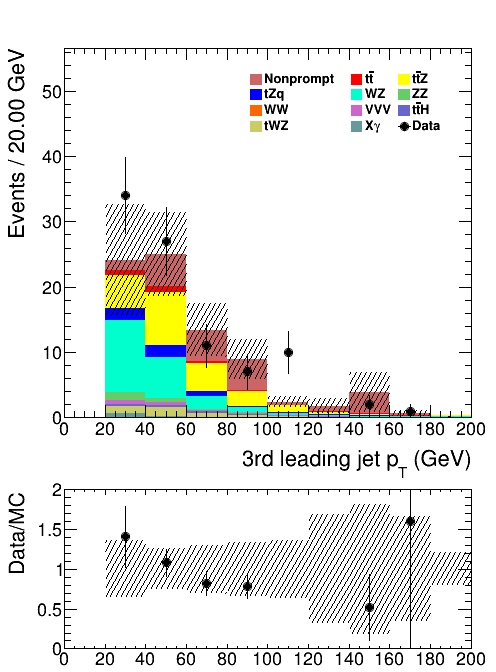 Events / 20.00 GeV
50
40
30
20
10
0
Nonprompt tt̄ tt̄Z
tZq WZ ZZ
WW VVV tt̄H
tWZ Xγ Data
0 20 40 60 80 100 120 140 160 180 200
3rd leading jet p_T (GeV)
Data/MC
2
1.5
1
0.5
0
0 20 40 60 80 100 120 140 160 180 200